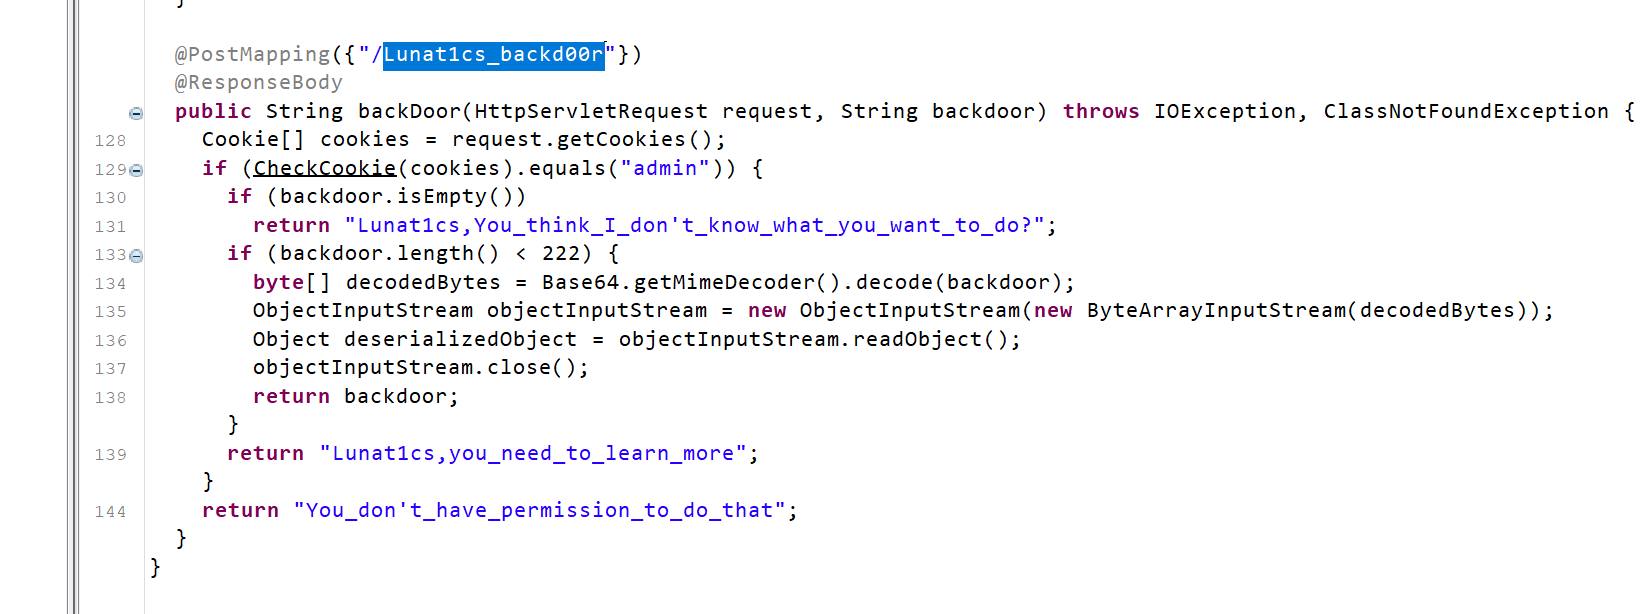 }
@PostMapping({"/Lunat1cs_backd00r"})
@ResponseBody
public String backDoor(HttpServletRequest request, String backdoor) throws IOException, ClassNotFoundException {
128 Cookie[] cookies = request.getCookies();
129 if (CheckCookie(cookies).equals("admin")) {
130 if (backdoor.isEmpty())
131 return "Lunat1cs,You_think_I_don't_know_what_you_want_to_do?";
133 if (backdoor.length() < 222) {
134 byte[] decodedBytes = Base64.getMimeDecoder().decode(backdoor);
135 ObjectInputStream objectInputStream = new ObjectInputStream(new ByteArrayInputStream(decodedBytes));
136 Object deserializedObject = objectInputStream.readObject();
137 objectInputStream.close();
138 return backdoor;
}
139 return "Lunat1cs,you_need_to_learn_more";
}
144 return "You_don't_have_permission_to_do_that";
}
}